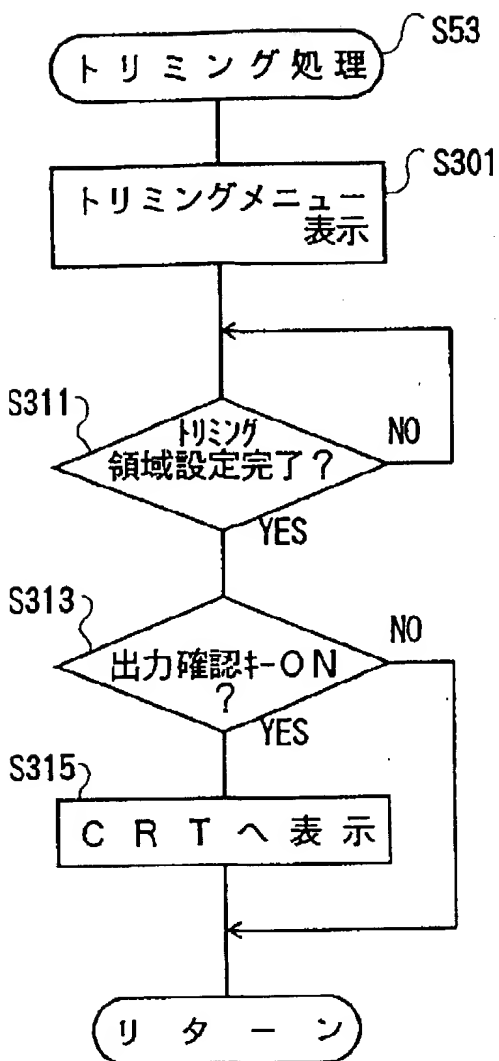 S53
トリミング処理
S301
トリミングメニュー
表示
S311
トリミング
領域設定完了?
NO
YES
S313
出力確認キーON
?
NO
YES
S315
CRTへ表示
リターン